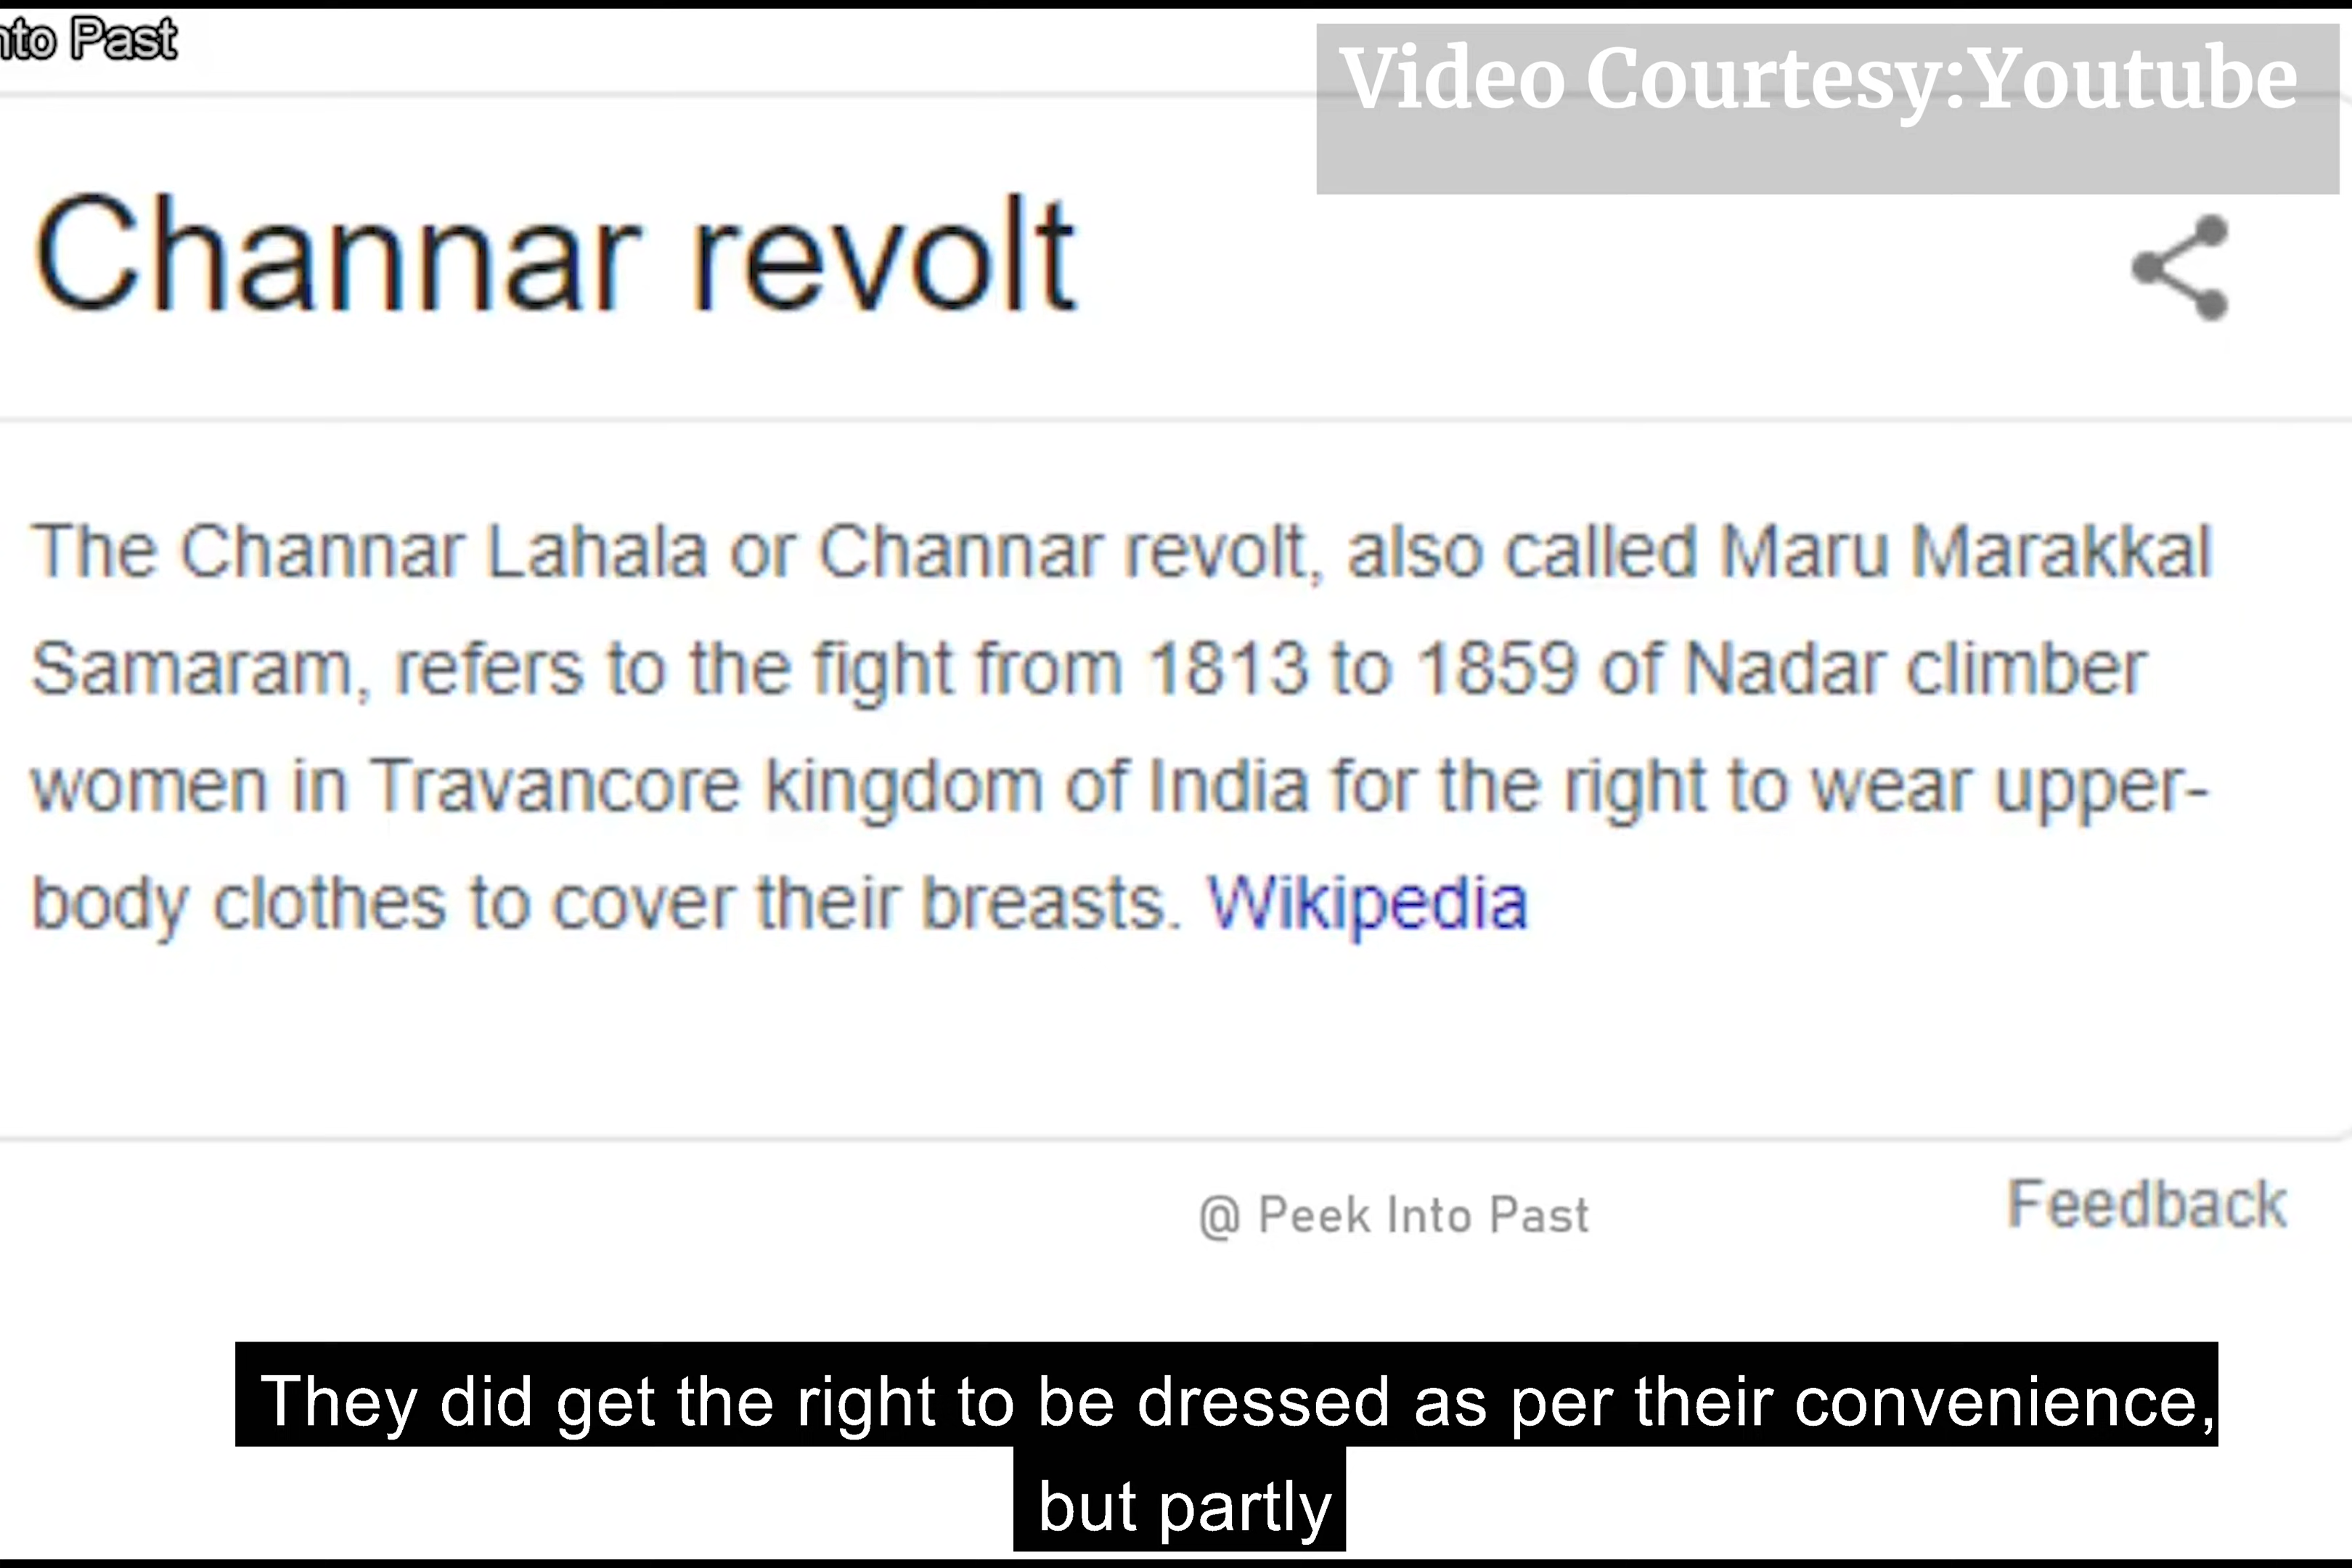 Past
Video Courtesy:Youtube
Channar revolt
The Channar Lahala or Channar revolt, also called Maru Marakkal
Samaram, refers to the fight from 1813 to 1859 of Nadar climber
women in Travancore kingdom of India for the right to wear upper-
body clothes to cover their breasts. Wikipedia
@ Peek Into Past
Feedback
They did get the right to be dressed as per their convenience,
but partly